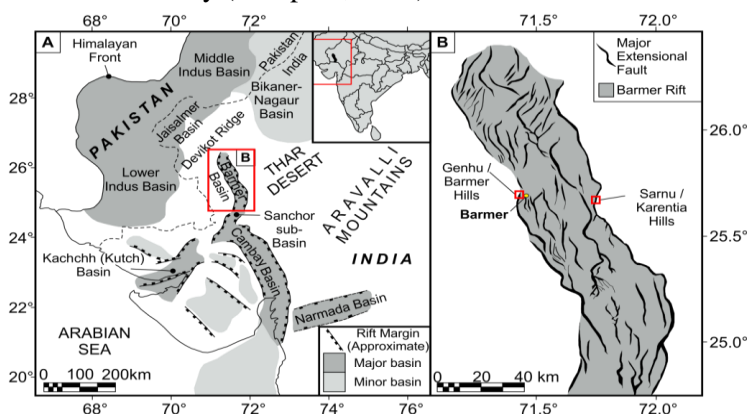 68°
70°
72°
71.5°
72.0°
A
Himalayan
Front
Middle
Indus Basin
Pakistan
India
Bikaner-
Nagaur
Basin
28°
PAKISTAN
Jaisalmer
Basin
Devikot Ridge
B
THAR
DESERT
26°
Lower
Indus Basin
Barmer
Basin
ARAVALLI
MOUNTAINS
Sanchor
sub-
Basin
24°
Kachchh (Kutch)
Basin
Cambay Basin
INDIA
22°
Narmada Basin
ARABIAN
SEA
Rift Margin
(Approximate)
Major basin
Minor basin
0 100 200km
20°
68°
70°
72°
74°
76°
B
Major
Extensional
Fault
Barmer Rift
26.0°
Genhu /
Barmer
Hills
Barmer
Sarnu /
Karentia
Hills
25.5°
25.0°
0 20 40 km
71.5°
72.0°